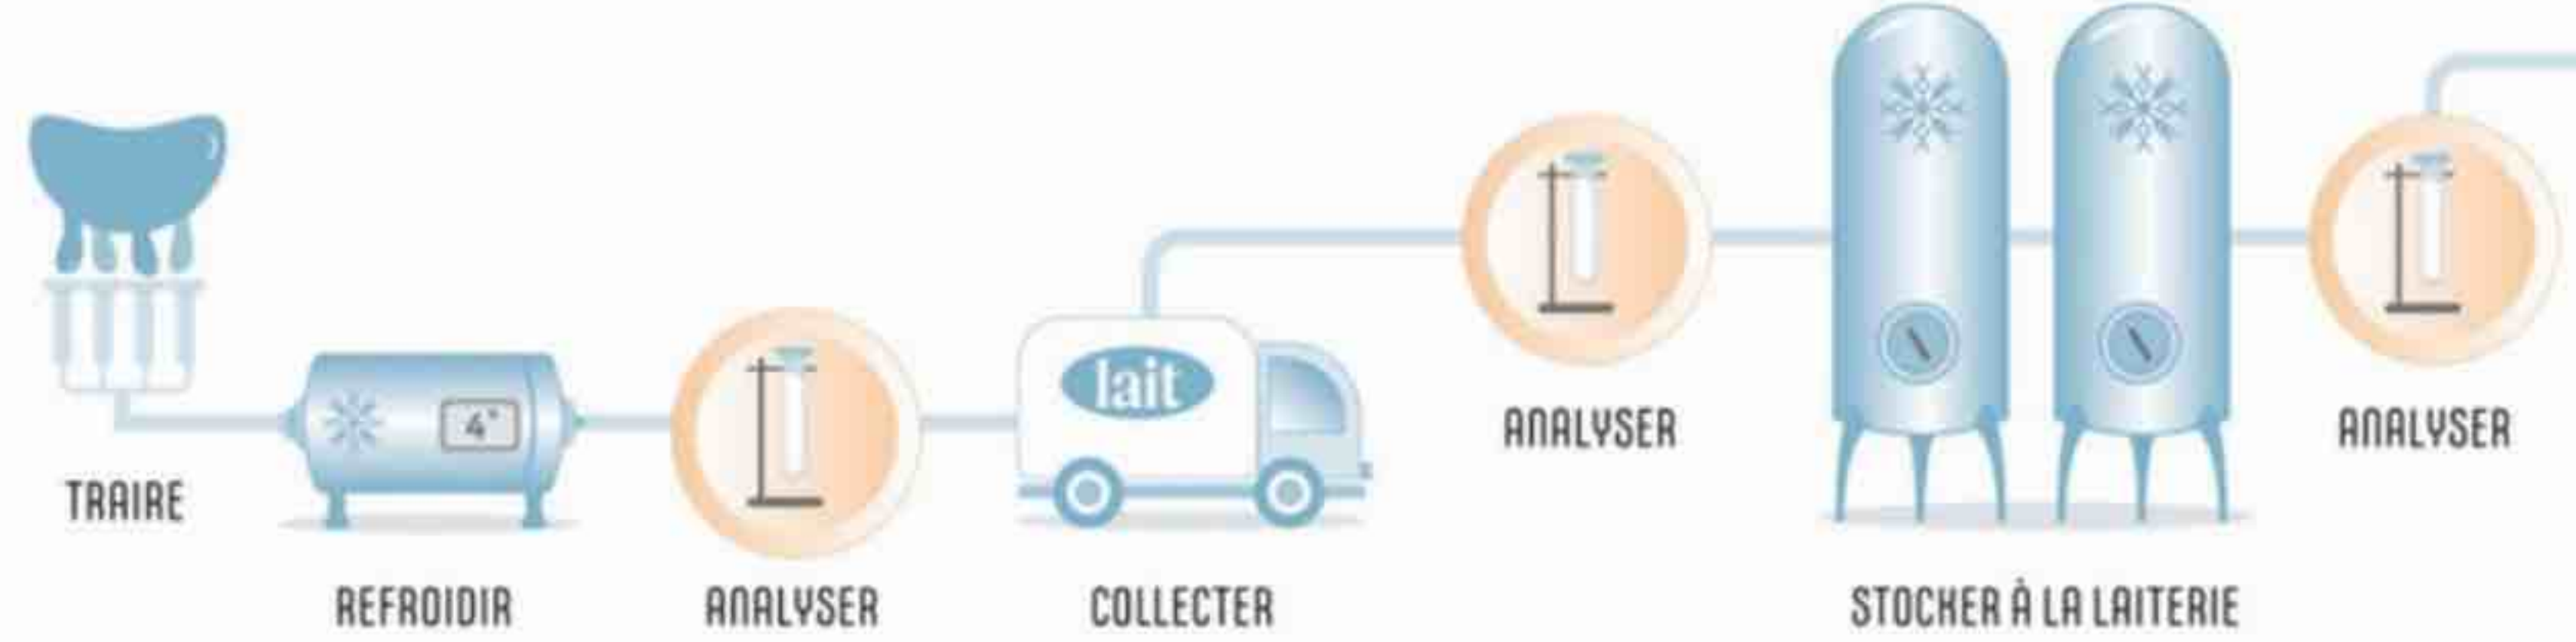 TRAIRE
REFROIDIR
4°
ANALYSER
lait
COLLECTER
ANALYSER
STOCKER À LA LAITERIE
ANALYSER